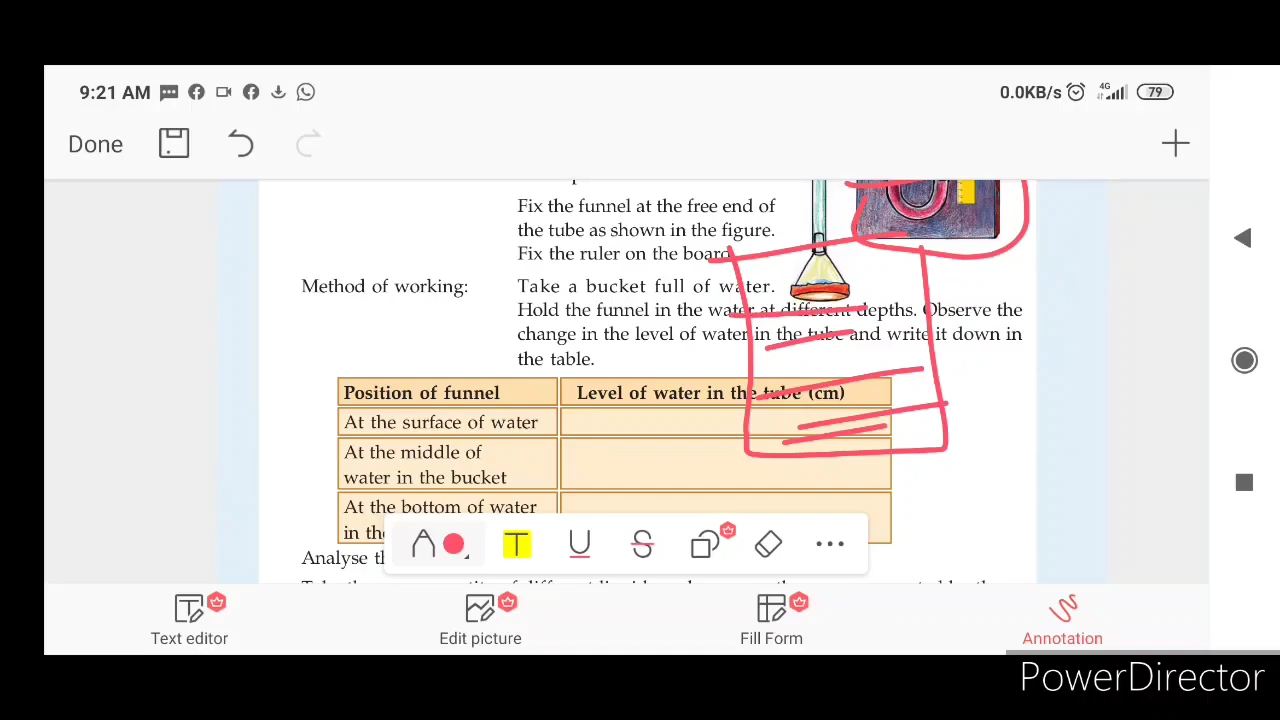 9:21 AM
0.0KB/s 4G 79
Done
Fix the funnel at the free end of
the tube as shown in the figure.
Fix the ruler on the board
Method of working: Take a bucket full of water.
Hold the funnel in the water at different depths. Observe the
change in the level of water in the tube and write it down in
the table.
Position of funnel Level of water in the tube (cm)
At the surface of water
At the middle of
water in the bucket
At the bottom of water
in the
Analyse
T U S
Text editor Edit picture Fill Form Annotation
PowerDirector